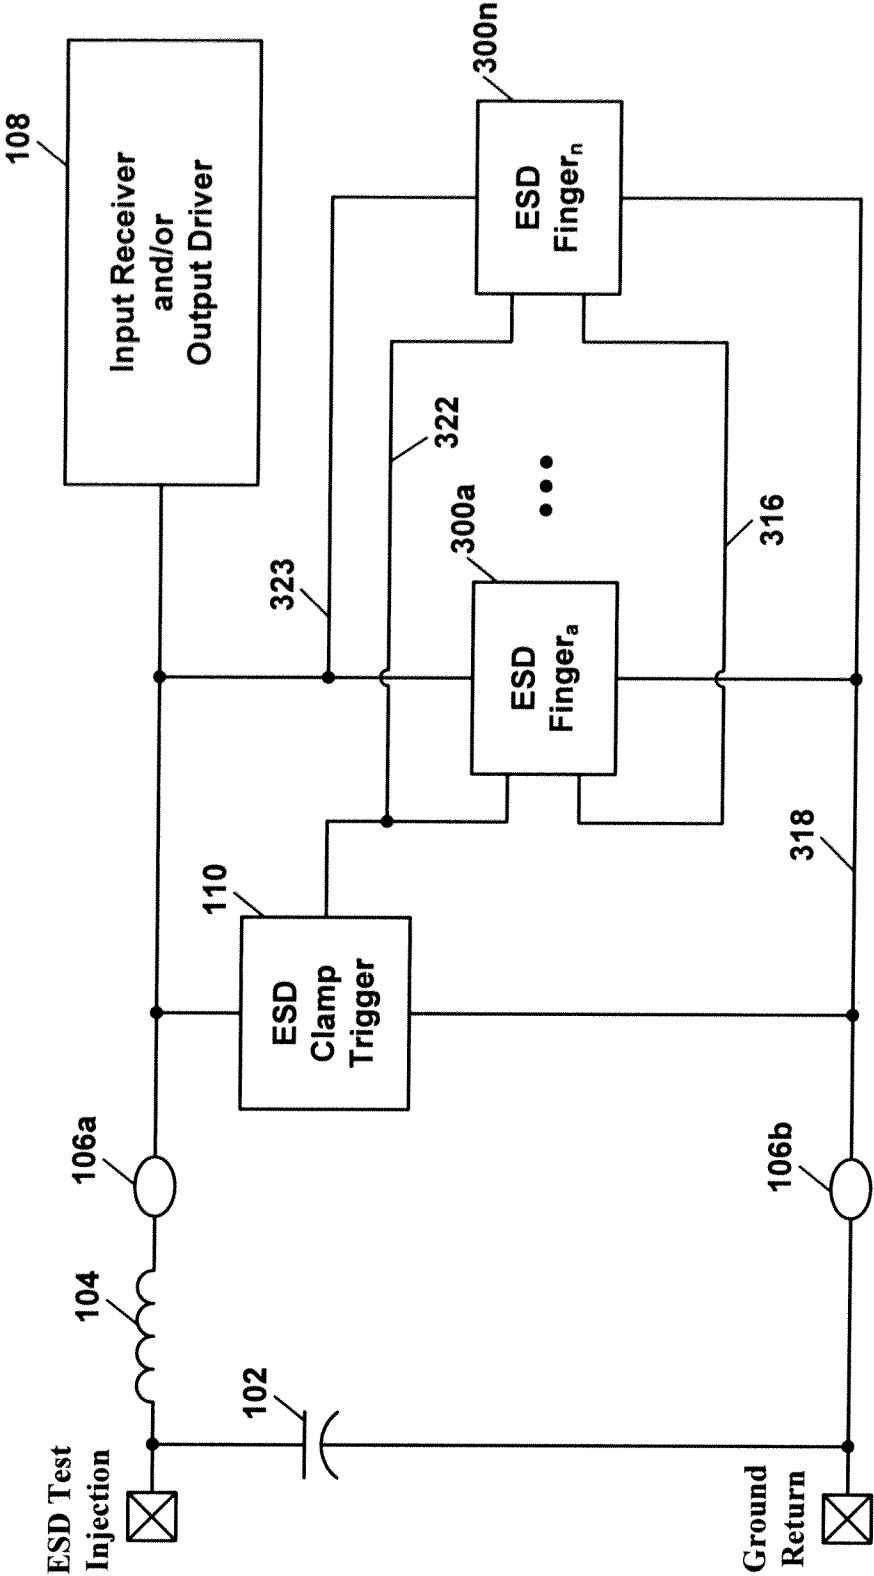 ESD Test
Injection
104
106a
108
Input Receiver
and/or
Output Driver
102
110
ESD
Clamp
Trigger
323
322
300a
ESD
Fingerₐ
300n
ESD
Fingerₙ
316
318
106b
Ground
Return